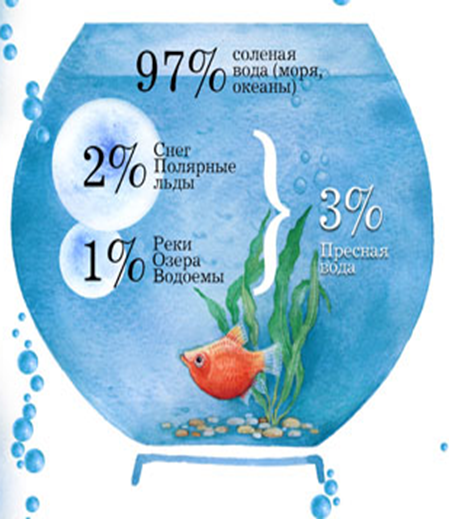 97% соленая
вода (моря,
океаны)
2% Снег
Полярные
льды
3%
Пресная
вода
1% Реки
Озера
Водоемы